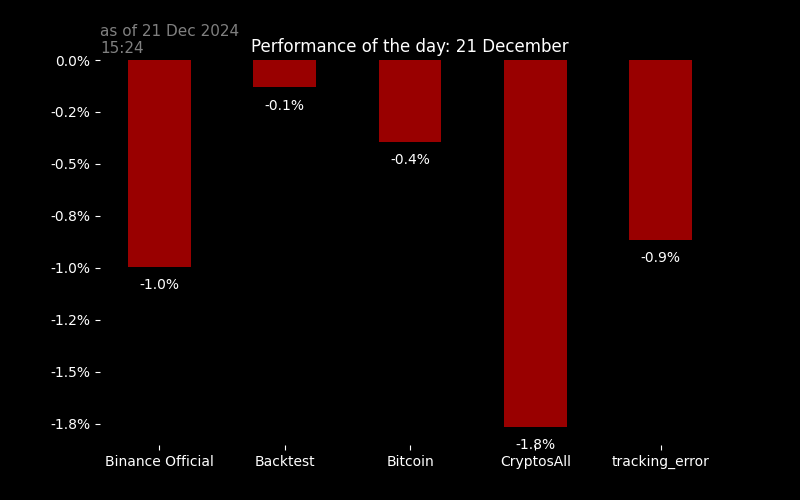 as of 21 Dec 2024
15:24
Performance of the day: 21 December
0.0%
-0.2%
-0.5%
-0.8%
-1.0%
-1.2%
-1.5%
-1.8%
-1.0%
-0.1%
-0.4%
-1.8%
-0.9%
Binance Official
Backtest
Bitcoin
CryptosAll
tracking_error